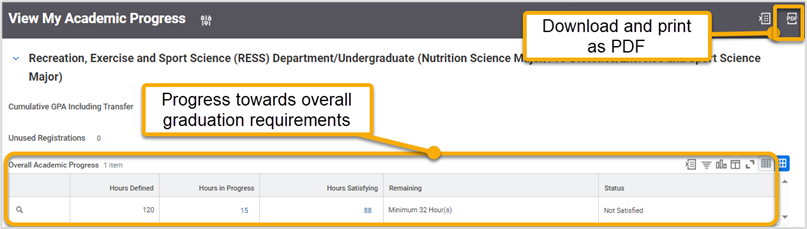 View My Academic Progress
PDF
Download and print
as PDF
Recreation, Exercise and Sport Science (RESS) Department/Undergraduate (Nutrition Science Maj Sport Science
Major)
Cumulative GPA Including Transfer
Progress towards overall
graduation requirements
Unused Registrations 0
Overall Academic Progress 1 item
Hours Defined Hours in Progress Hours Satisfying Remaining Status
120 15 88 Minimum 32 Hour(s) Not Satisfied